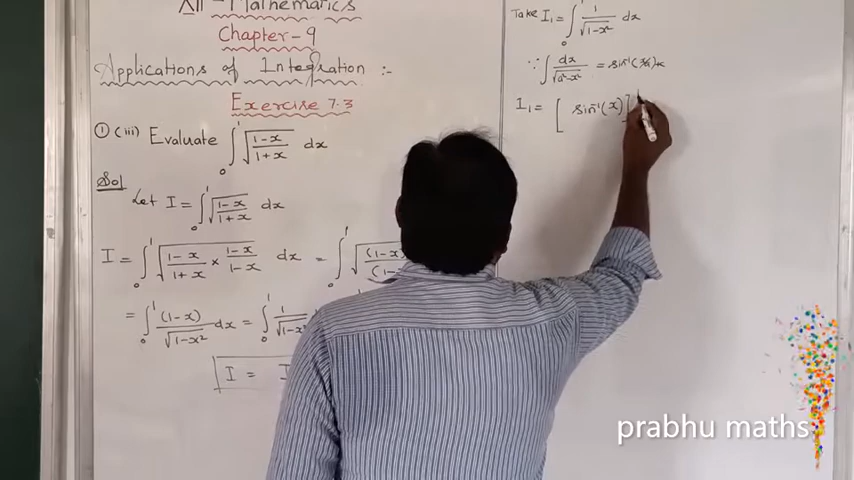 XII - Mathematics
Chapter - 9
Applications of Integration :-
Exercise 7.3
① (iii) Evaluate ∫₀¹ √((1-x)/(1+x)) dx
Sol
Let I = ∫₀¹ √((1-x)/(1+x)) dx
I = ∫₀¹ √((1-x)/(1+x) × (1-x)/(1-x)) dx = ∫₀¹ √((1-x)
= ∫₀¹ (1-x)/√(1-x²) dx = ∫₀¹ 1/√(1-x²)
I =
Take I₁ = ∫₀¹ 1/√(1-x²) dx
∵ ∫ dx/√(a²-x²) = sin⁻¹(x/a)+c
I₁ = [ sin⁻¹(x) ]
prabhu maths